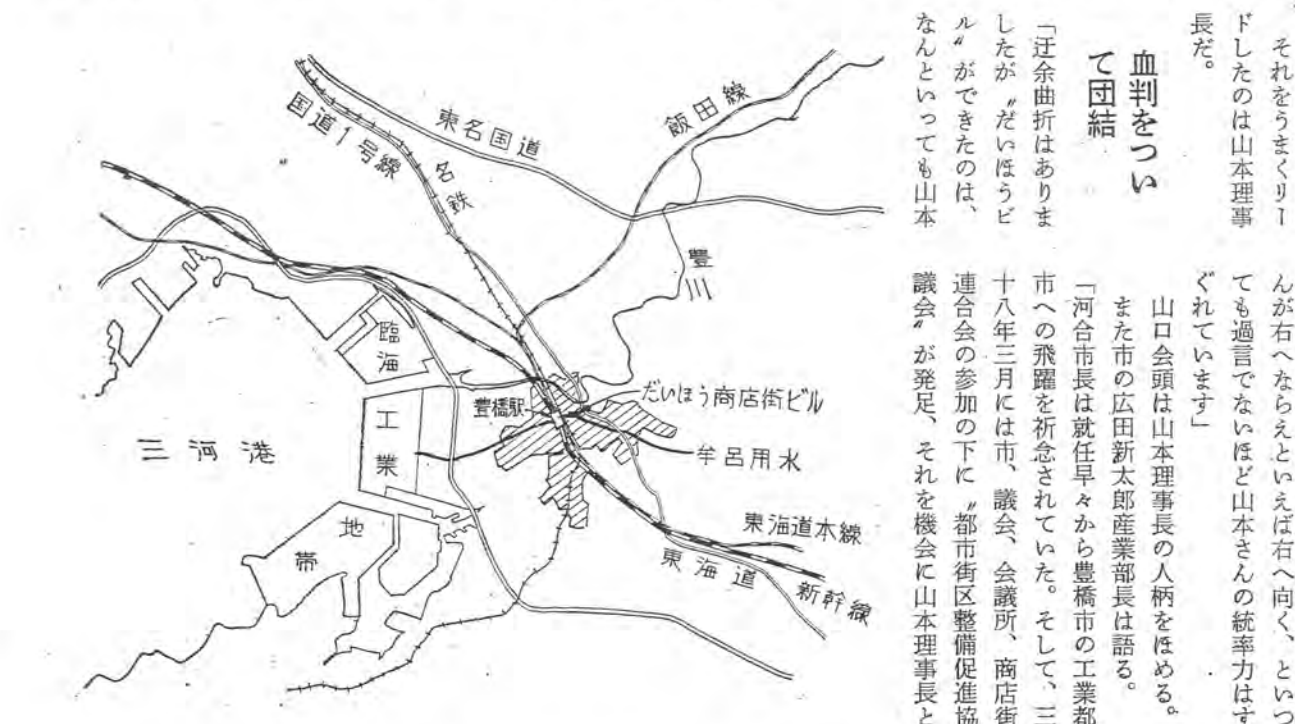 それをうまくリー
ドしたのは山本理事
長だ。
血判をつい
て団結
「迂余曲折はありま
したが〝だいほうビ
ル〟ができたのは、
なんといっても山本
んが右へならえといえば右へ向く、といつ
ても過言でないほど山本さんの統率力はす
ぐれています」
山口会頭は山本理事長の人柄をほめる。
また市の広田新太郎産業部長は語る。
「河合市長は就任早々から豊橋市の工業都
市への飛躍を祈念されていた。そして、三
十八年三月には市、議会、会議所、商店街
連合会の参加の下に〝都市街区整備促進協
議会〟が発足、それを機会に山本理事長と
国道1号線
東名国道
名鉄
飯田線
豊川
臨海
工業
地帯
三河港
豊橋駅
だいほう商店街ビル
牟呂用水
東海道本線
東海道
新幹線